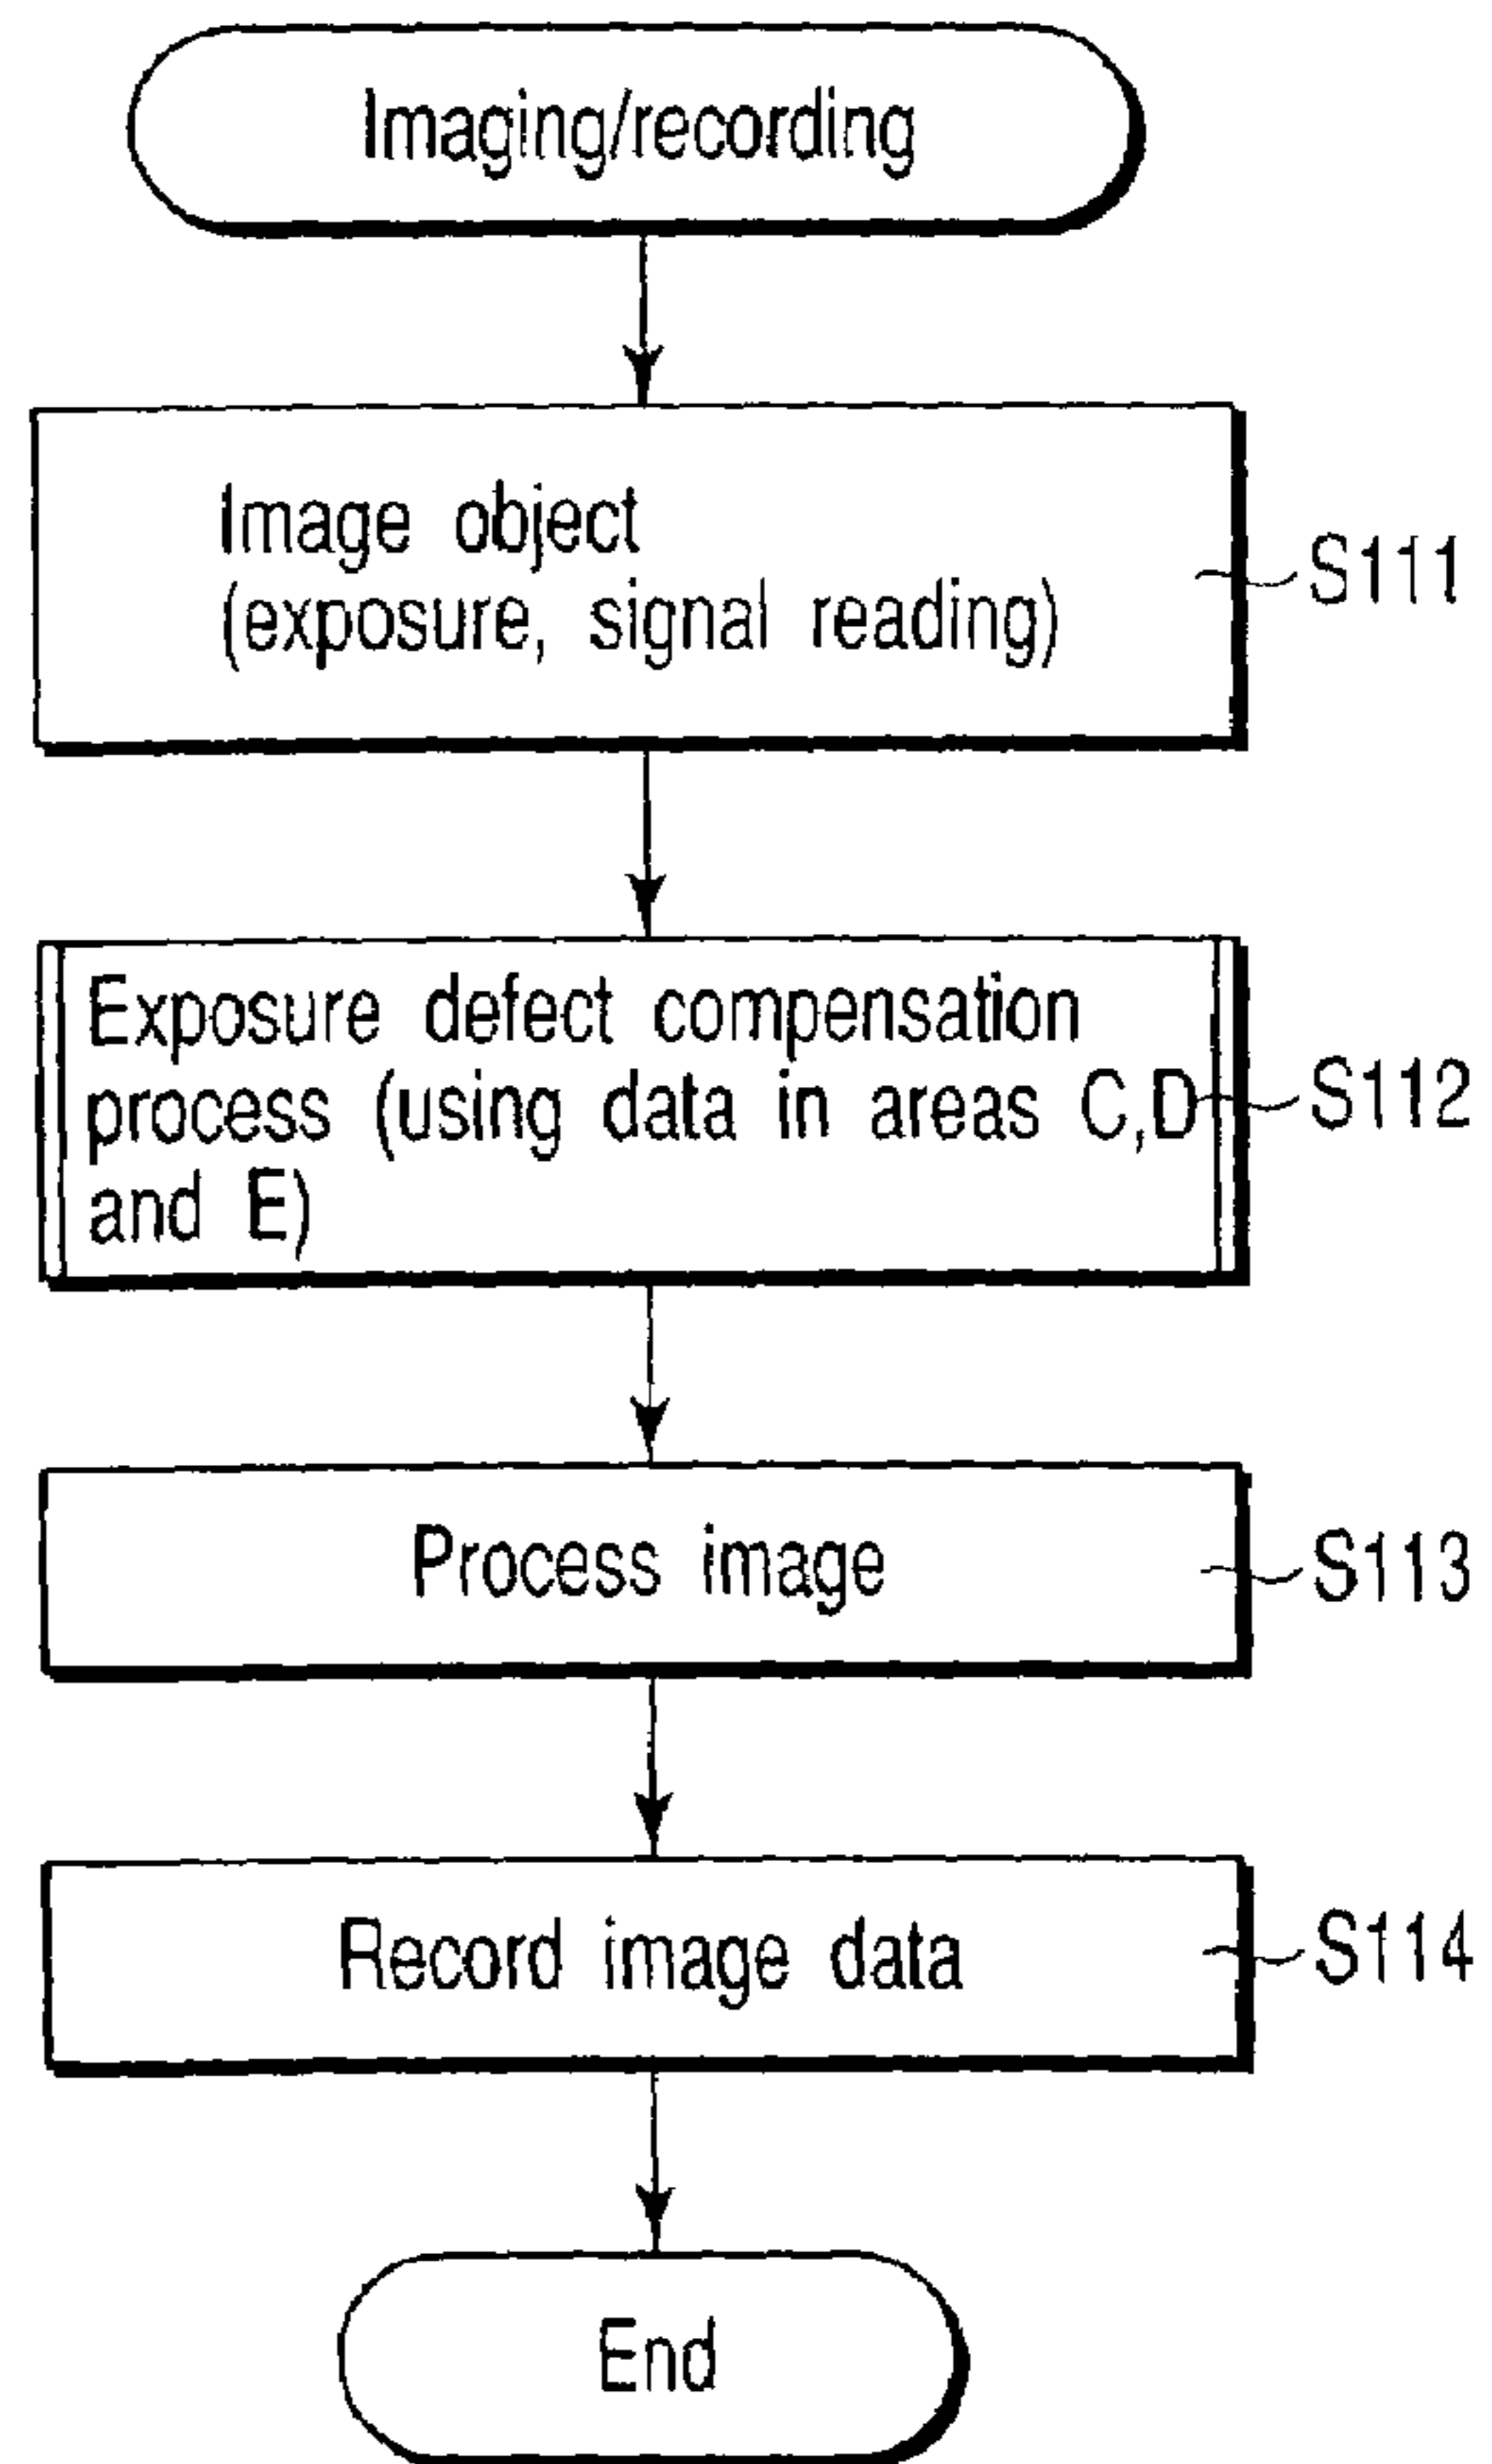 Imaging/recording
Image object
(exposure, signal reading)
S111
Exposure defect compensation
process (using data in areas C,D
and E)
S112
Process image
S113
Record image data
S114
End